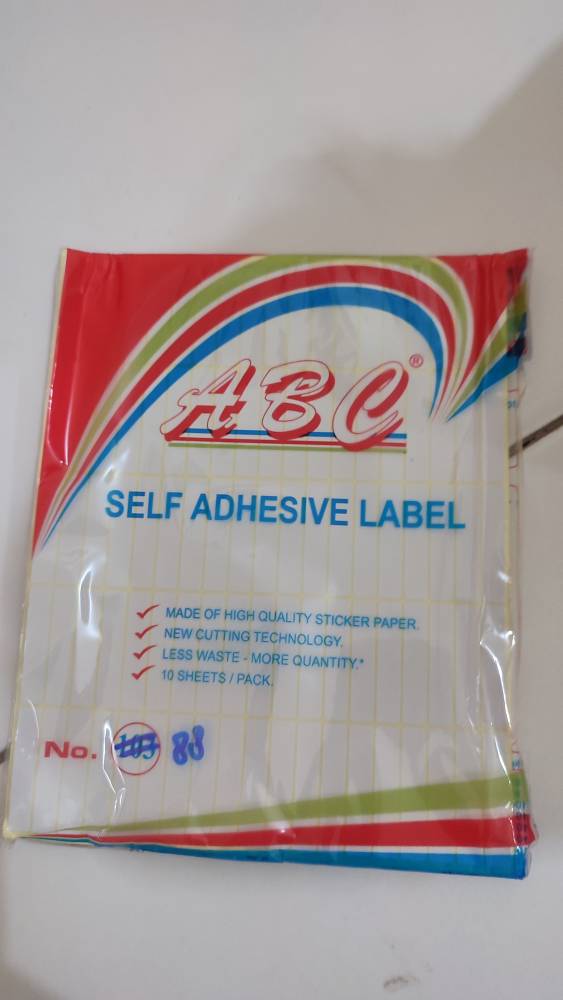 ABC®
SELF ADHESIVE LABEL
MADE OF HIGH QUALITY STICKER PAPER.
NEW CUTTING TECHNOLOGY.
LESS WASTE - MORE QUANTITY.*
10 SHEETS / PACK.
No. 103 88